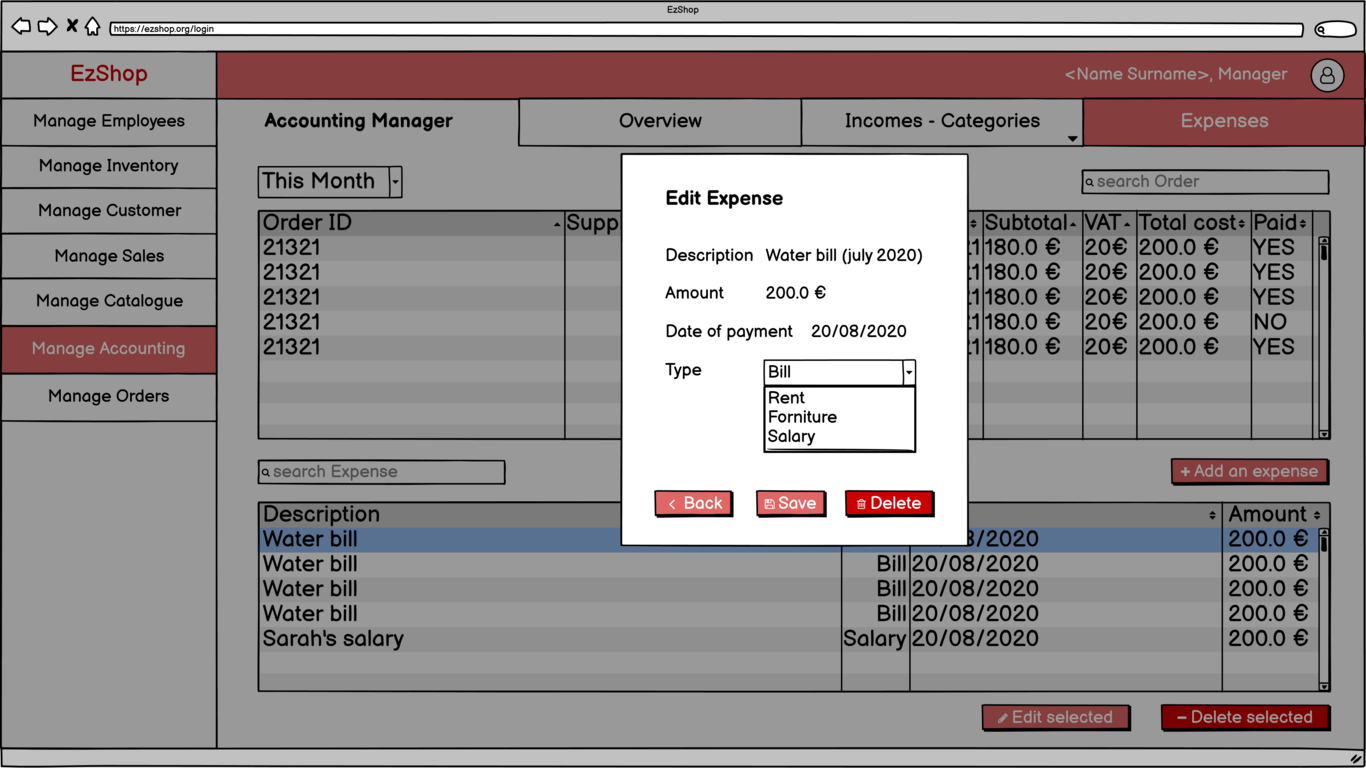 EzShop
https://ezshop.org/login
EzShop
<Name Surname>, Manager
Manage Employees
Manage Inventory
Manage Customer
Manage Sales
Manage Catalogue
Manage Accounting
Manage Orders
Accounting Manager
Overview
Incomes - Categories
Expenses
This Month
search Order
Order ID Supp Subtotal VAT Total cost Paid
21321 180.0 € 20€ 200.0 € YES
21321 180.0 € 20€ 200.0 € YES
21321 180.0 € 20€ 200.0 € YES
21321 180.0 € 20€ 200.0 € NO
21321 180.0 € 20€ 200.0 € YES
Edit Expense
Description Water bill (july 2020)
Amount 200.0 €
Date of payment 20/08/2020
Type Bill
Rent
Forniture
Salary
< Back
Save
Delete
search Expense
+ Add an expense
Description Amount
Water bill 8/2020 200.0 €
Water bill Bill 20/08/2020 200.0 €
Water bill Bill 20/08/2020 200.0 €
Water bill Bill 20/08/2020 200.0 €
Sarah's salary Salary 20/08/2020 200.0 €
Edit selected
− Delete selected